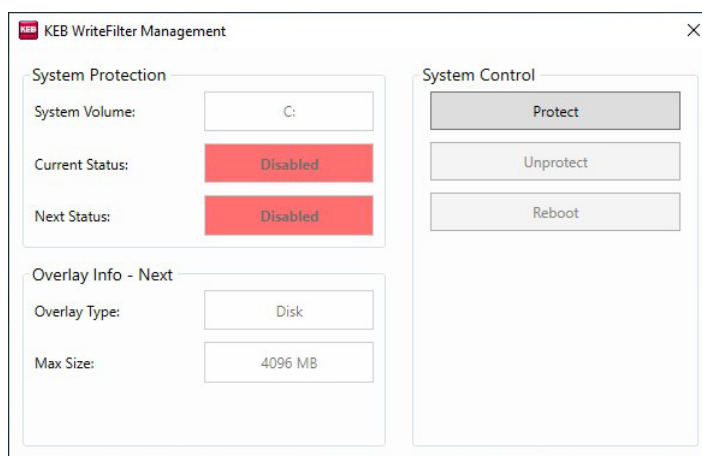 KEB KEB WriteFilter Management
System Protection
System Volume:
C:
Current Status:
Disabled
Next Status:
Disabled
Overlay Info - Next
Overlay Type:
Disk
Max Size:
4096 MB
System Control
Protect
Unprotect
Reboot